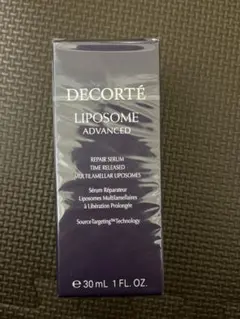 DECORTÉ
LIPOSOME
ADVANCED
REPAIR SERUM
TIME RELEASED
MULTILAMELLAR LIPOSOMES
Sérum Réparateur
Liposomes Multilamellaires
à Libération Prolongée
SourceTargeting™Technology
℮30 mL 1 FL. OZ.